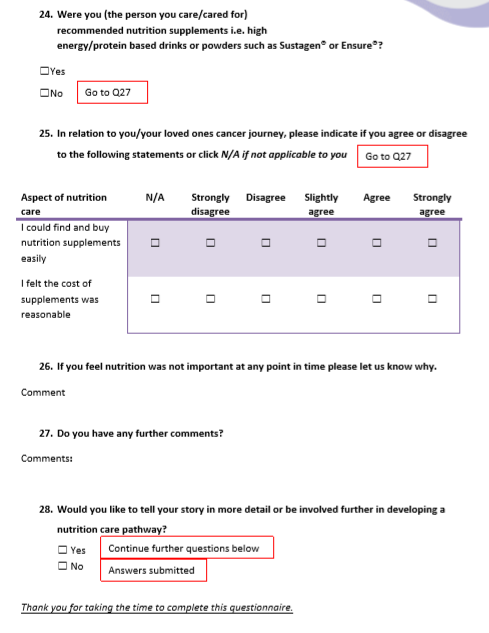 24. Were you (the person you care/cared for)
recommended nutrition supplements i.e. high
energy/protein based drinks or powders such as Sustagen® or Ensure®?
☐Yes
☐No Go to Q27
25. In relation to you/your loved ones cancer journey, please indicate if you agree or disagree
to the following statements or click N/A if not applicable to you Go to Q27
Aspect of nutrition care N/A Strongly disagree Disagree Slightly agree Agree Strongly agree
I could find and buy
nutrition supplements ☐ ☐ ☐ ☐ ☐ ☐
easily
I felt the cost of
supplements was ☐ ☐ ☐ ☐ ☐ ☐
reasonable
26. If you feel nutrition was not important at any point in time please let us know why.
Comment
27. Do you have any further comments?
Comments:
28. Would you like to tell your story in more detail or be involved further in developing a
nutrition care pathway?
☐ Yes Continue further questions below
☐ No Answers submitted
Thank you for taking the time to complete this questionnaire.